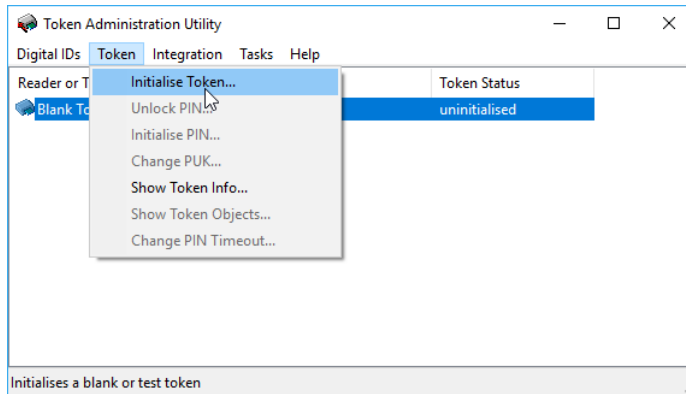 Token Administration Utility
Digital IDs Token Integration Tasks Help
Reader or T Token Status
Initialise Token...
Blank To uninitialised
Unlock PIN...
Initialise PIN...
Change PUK...
Show Token Info...
Show Token Objects...
Change PIN Timeout...
Initialises a blank or test token